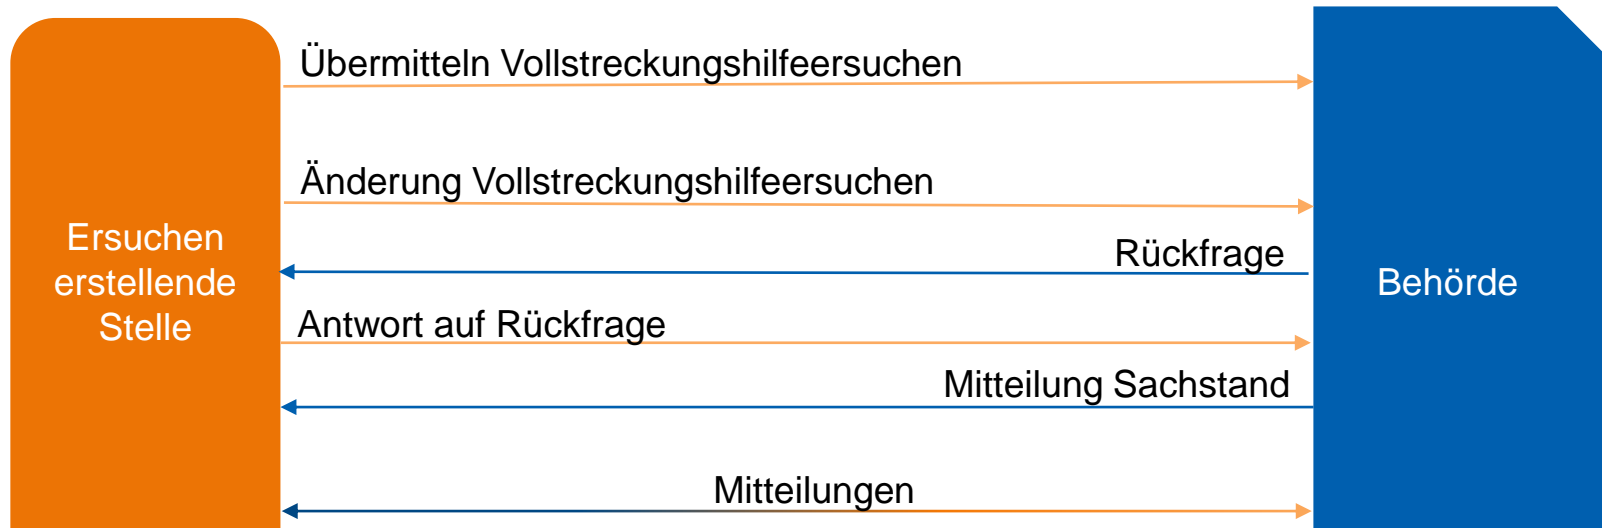 Übermitteln Vollstreckungshilfeersuchen
Änderung Vollstreckungshilfeersuchen
Ersuchen
erstellende
Stelle
Rückfrage
Behörde
Antwort auf Rückfrage
Mitteilung Sachstand
Mitteilungen